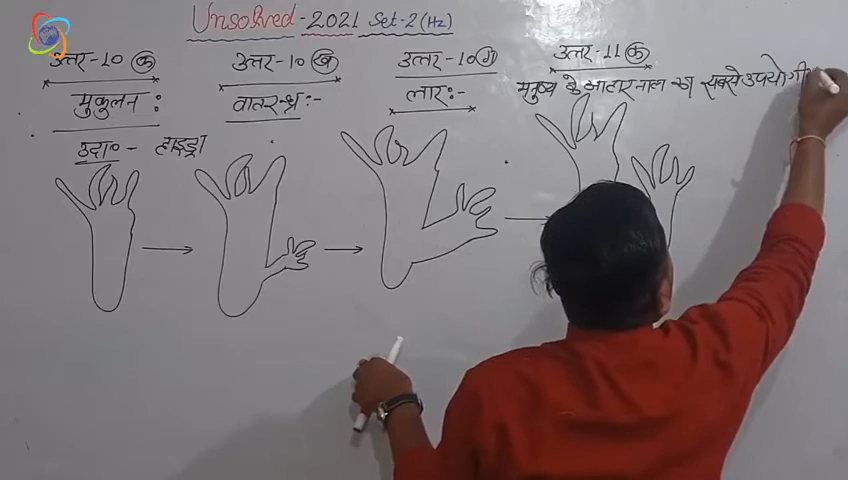 Unsolved - 2021 Set-2 (Hz)
उत्तर-10 (क)
मुकुलन :
उदा० - हाइड्रा
उत्तर-10 (ख)
वातरन्ध्र :-
उत्तर-10 (ग)
लार:-
उत्तर-11 (क)
मनुष्य के आहार नाल का सबसे उपयोगी